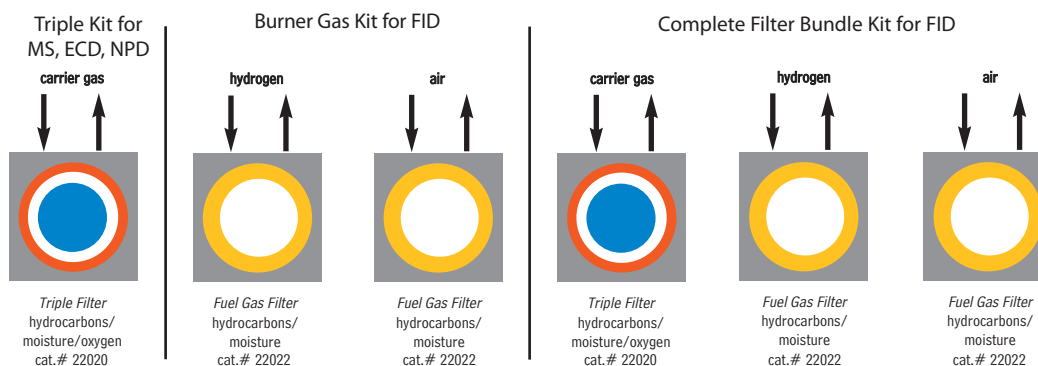 Triple Kit for
MS, ECD, NPD
carrier gas
Triple Filter
hydrocarbons/
moisture/oxygen
cat.# 22020
Burner Gas Kit for FID
hydrogen
Fuel Gas Filter
hydrocarbons/
moisture
cat.# 22022
air
Fuel Gas Filter
hydrocarbons/
moisture
cat.# 22022
Complete Filter Bundle Kit for FID
carrier gas
Triple Filter
hydrocarbons/
moisture/oxygen
cat.# 22020
hydrogen
Fuel Gas Filter
hydrocarbons/
moisture
cat.# 22022
air
Fuel Gas Filter
hydrocarbons/
moisture
cat.# 22022